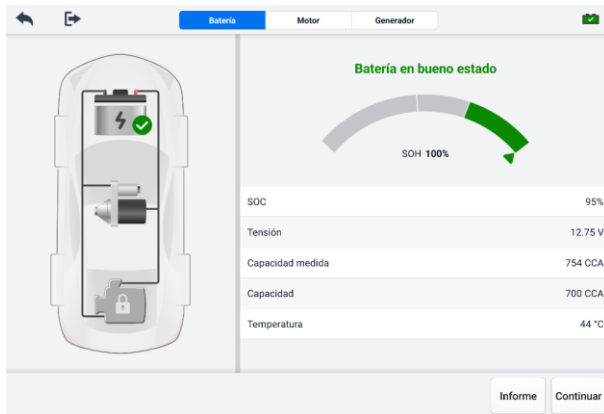 Batería Motor Generador
Batería en bueno estado
SOH 100%
SOC 95%
Tensión 12.75 V
Capacidad medida 754 CCA
Capacidad 700 CCA
Temperatura 44 °C
Informe Continuar